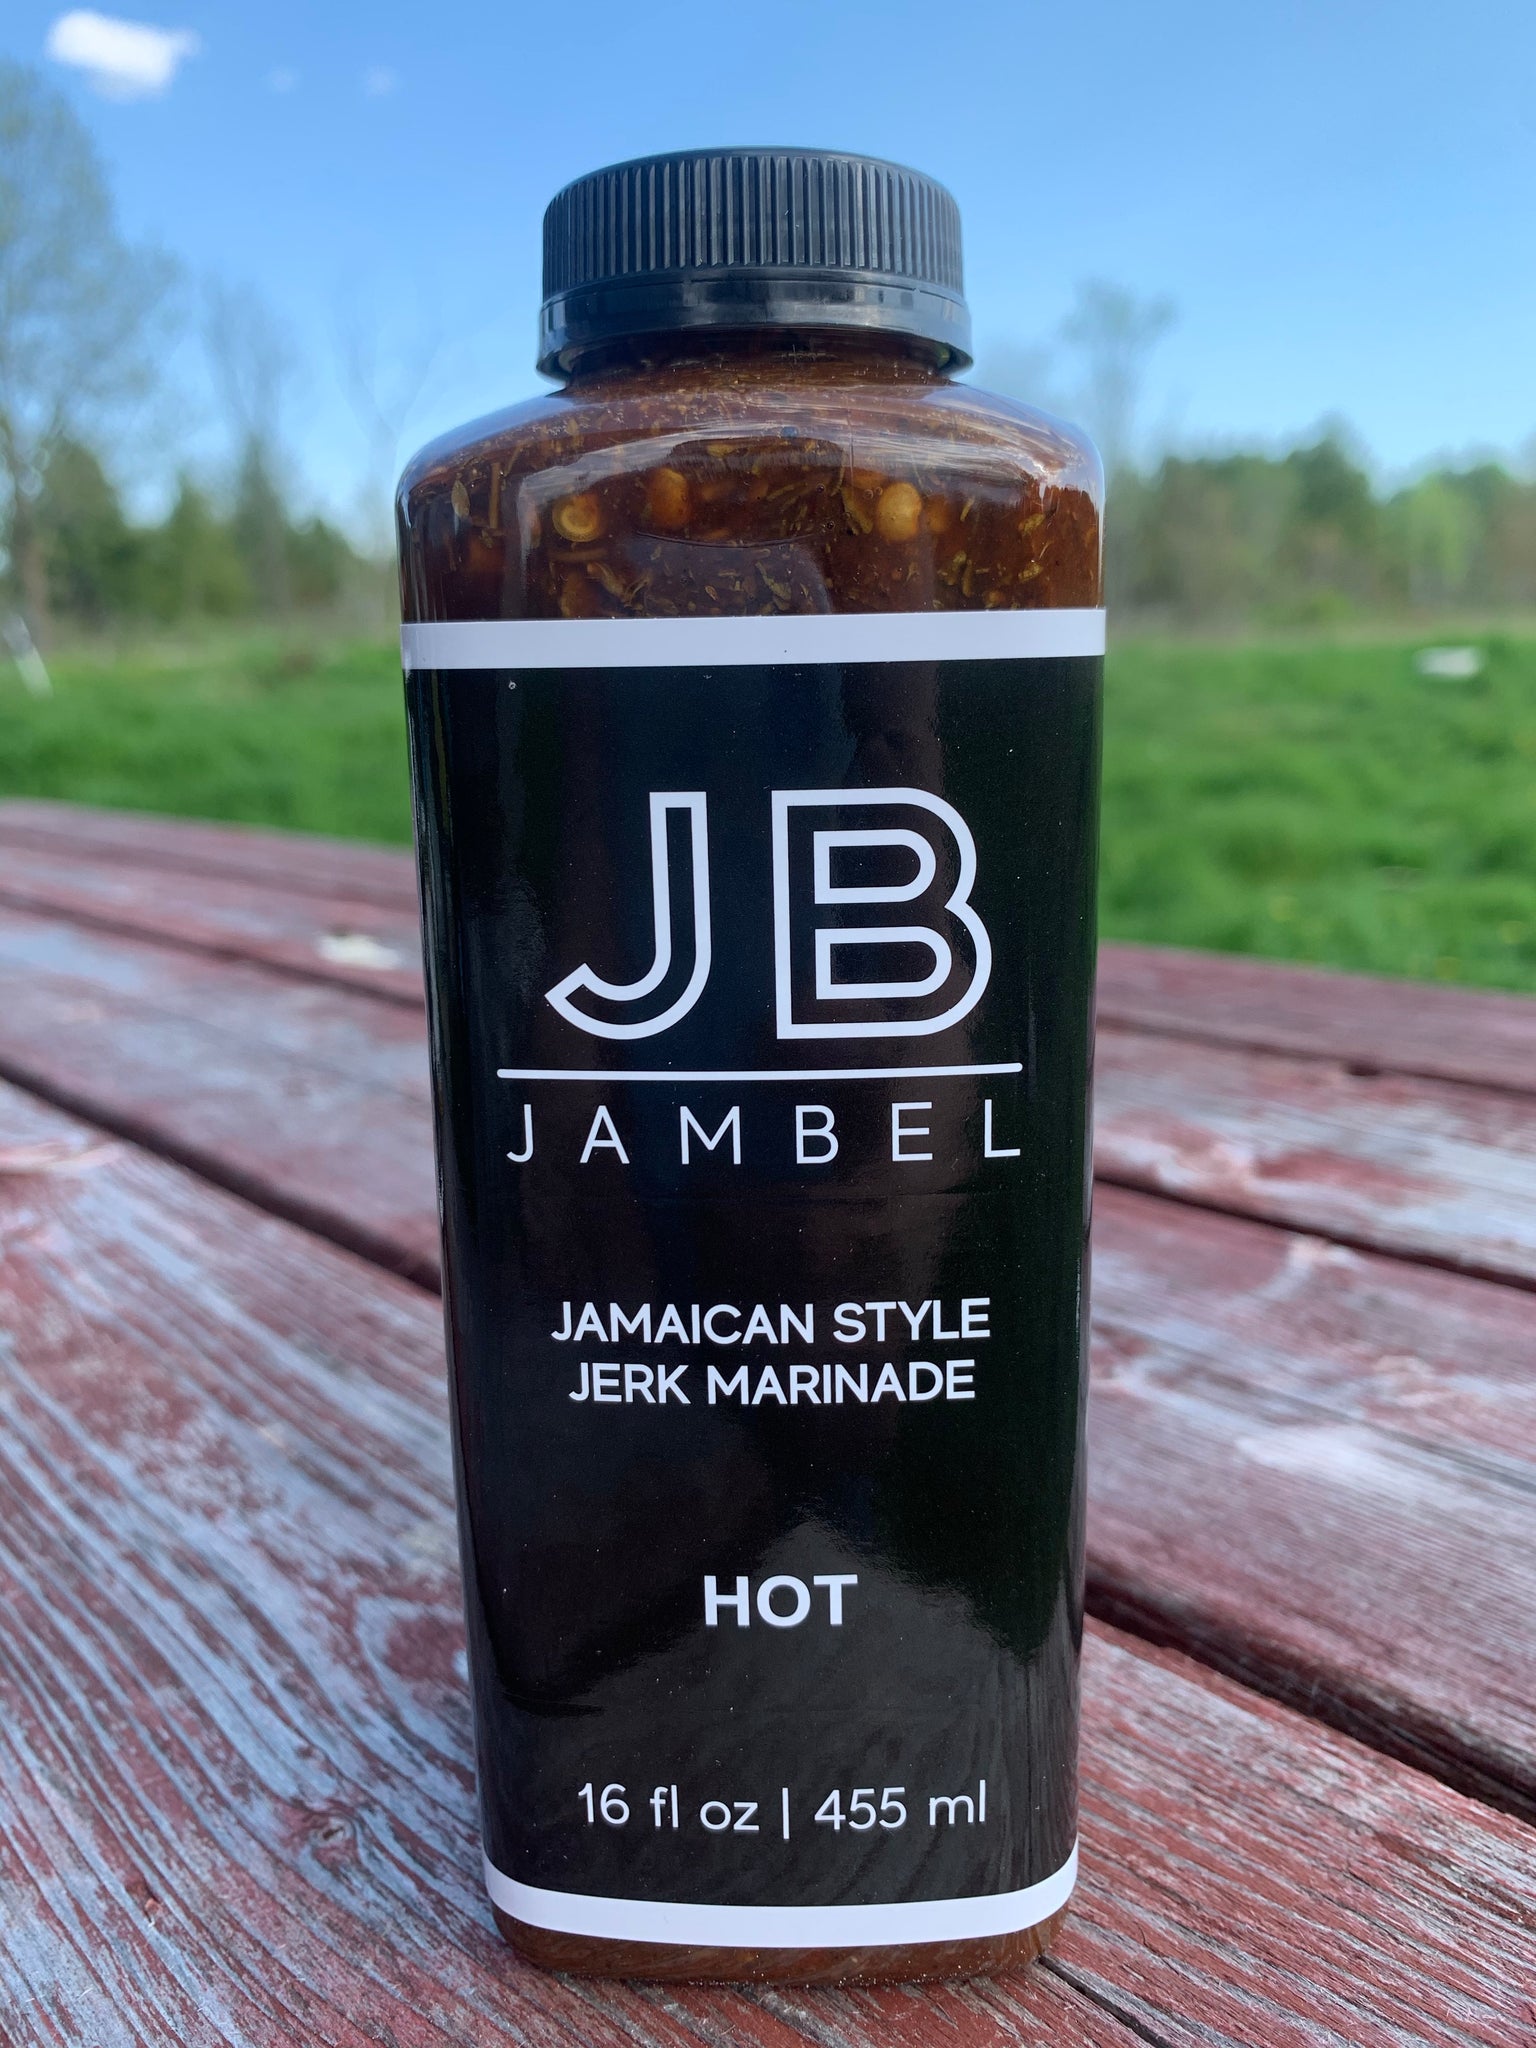 JB
JAMBEL
JAMAICAN STYLE
JERK MARINADE
HOT
16 fl oz | 455 ml